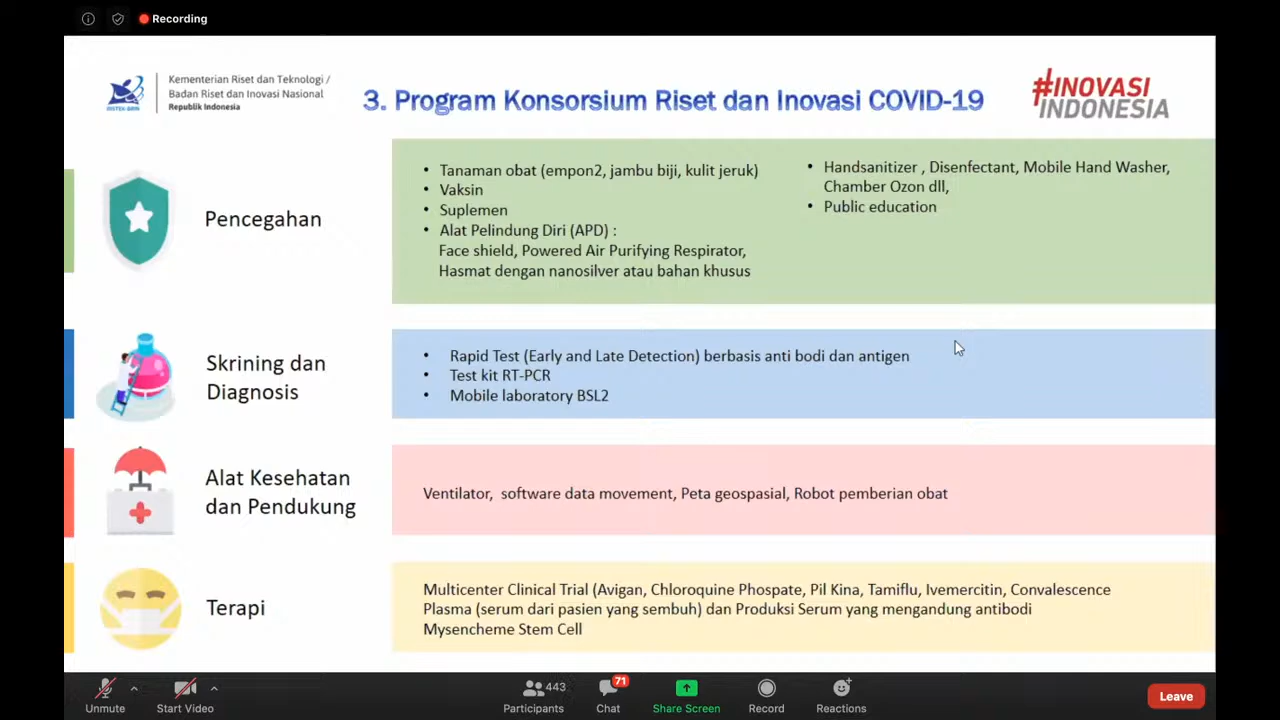 Recording
Kementerian Riset dan Teknologi /
Badan Riset dan Inovasi Nasional
Republik Indonesia
RISTEK-BRIN
3. Program Konsorsium Riset dan Inovasi COVID-19
#INOVASI
INDONESIA
Pencegahan
• Tanaman obat (empon2, jambu biji, kulit jeruk)
• Vaksin
• Suplemen
• Alat Pelindung Diri (APD) :
Face shield, Powered Air Purifying Respirator,
Hasmat dengan nanosilver atau bahan khusus
• Handsanitizer , Disenfectant, Mobile Hand Washer,
Chamber Ozon dll,
• Public education
Skrining dan
Diagnosis
• Rapid Test (Early and Late Detection) berbasis anti bodi dan antigen
• Test kit RT-PCR
• Mobile laboratory BSL2
Alat Kesehatan
dan Pendukung
Ventilator, software data movement, Peta geospasial, Robot pemberian obat
Terapi
Multicenter Clinical Trial (Avigan, Chloroquine Phospate, Pil Kina, Tamiflu, Ivemercitin, Convalescence
Plasma (serum dari pasien yang sembuh) dan Produksi Serum yang mengandung antibodi
Mysencheme Stem Cell
Unmute
Start Video
443
Participants
71
Chat
Share Screen
Record
Reactions
Leave